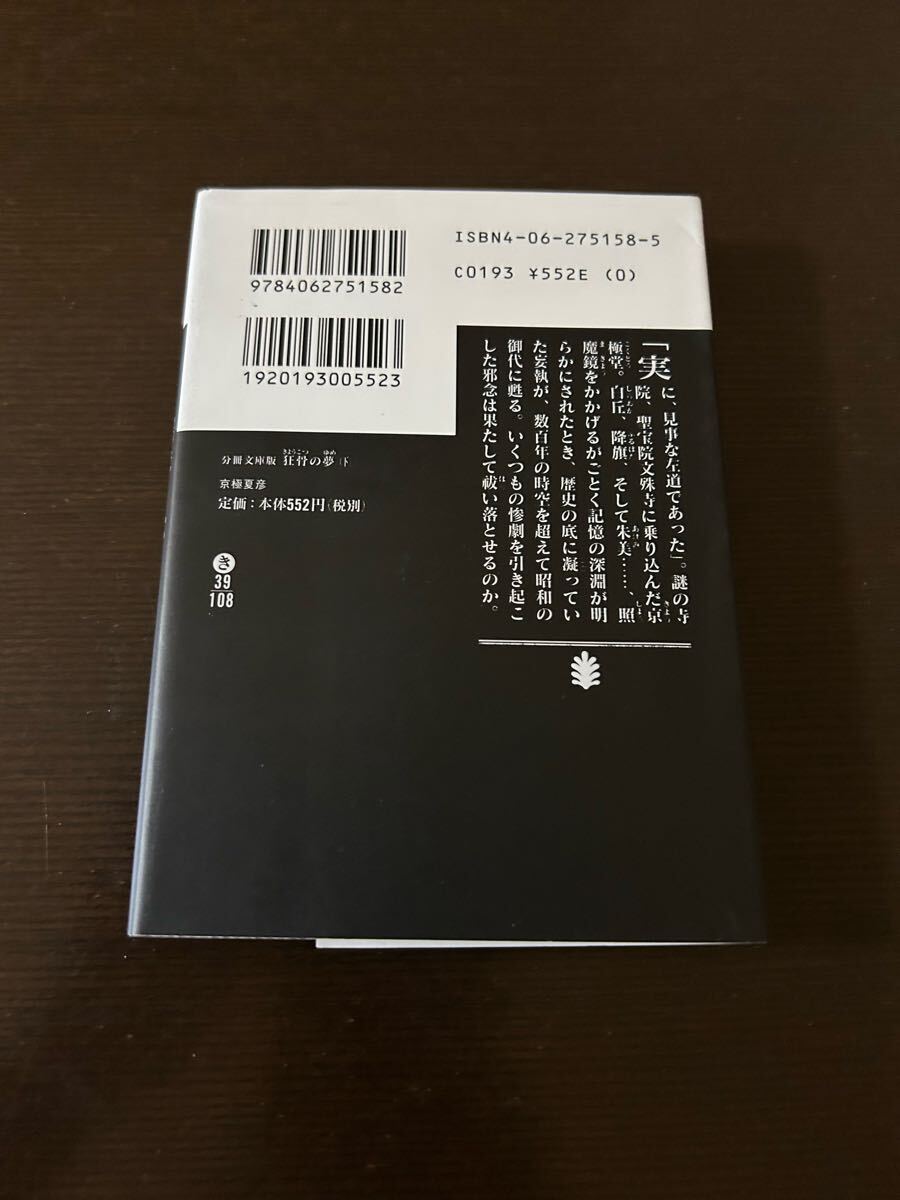 9784062751582
ISBN4-06-275158-5
C0193 ¥552E (0)
1920193005523
分冊文庫版 狂骨の夢 (下
京極夏彦
定価：本体552円(税別)
き
39
108
「実に、見事な左道であった」。謎の寺
院、聖宝院文殊寺に乗り込んだ京
極堂。白丘、降旗、そして朱美……、照
魔鏡をかかげるがごとく記憶の深淵が明
らかにされたとき、歴史の底に凝ってい
た妄執が、数百年の時空を超えて昭和の
御代に甦る。いくつもの惨劇を引き起こ
した邪念は果たして祓い落とせるのか。